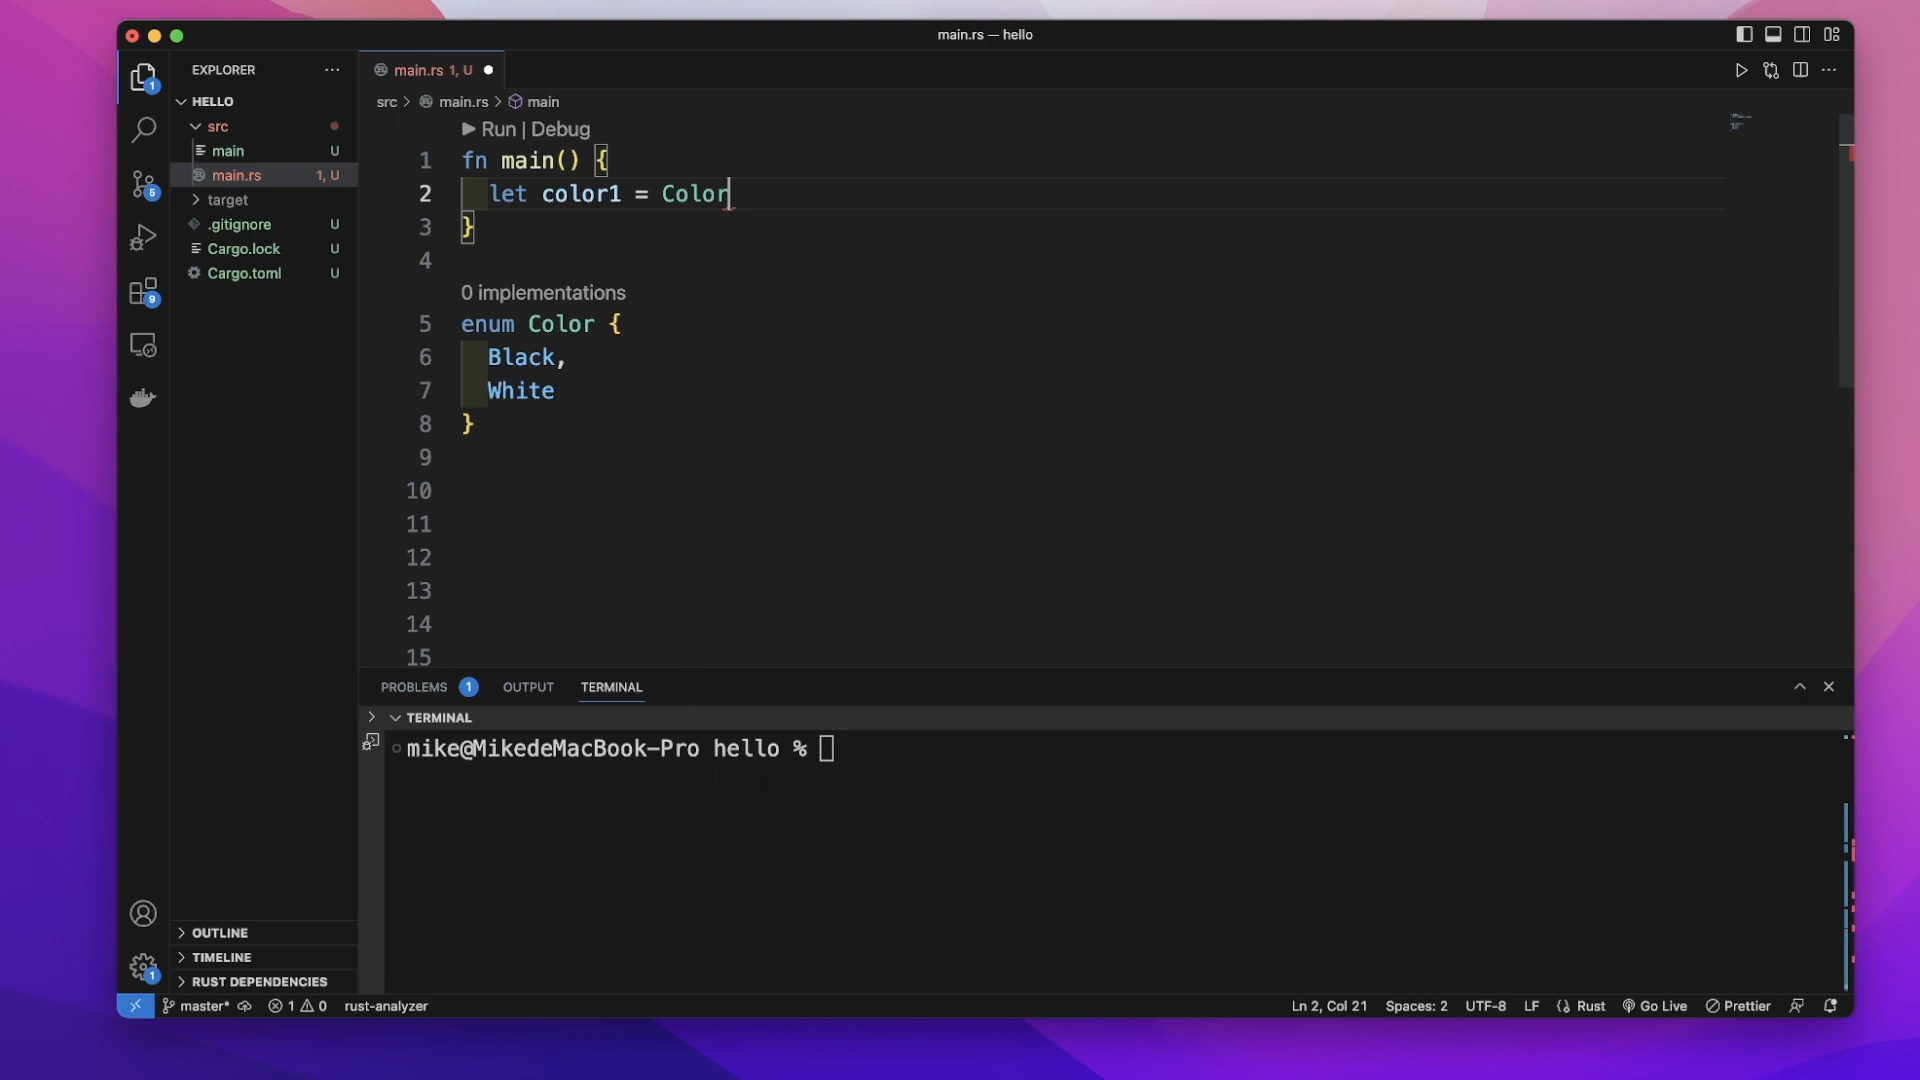 main.rs — hello
EXPLORER
HELLO
src
main U
main.rs 1, U
target
.gitignore U
Cargo.lock U
Cargo.toml U
1
5
9
OUTLINE
TIMELINE
RUST DEPENDENCIES
1
main.rs 1, U
src > main.rs > main
Run | Debug
1 fn main() {
2 let color1 = Color
3 }
4
0 implementations
5 enum Color {
6 Black,
7 White
8 }
9
10
11
12
13
14
15
PROBLEMS 1 OUTPUT TERMINAL
TERMINAL
mike@MikedeMacBook-Pro hello %
master* 1 0 rust-analyzer Ln 2, Col 21 Spaces: 2 UTF-8 LF Rust Go Live Prettier